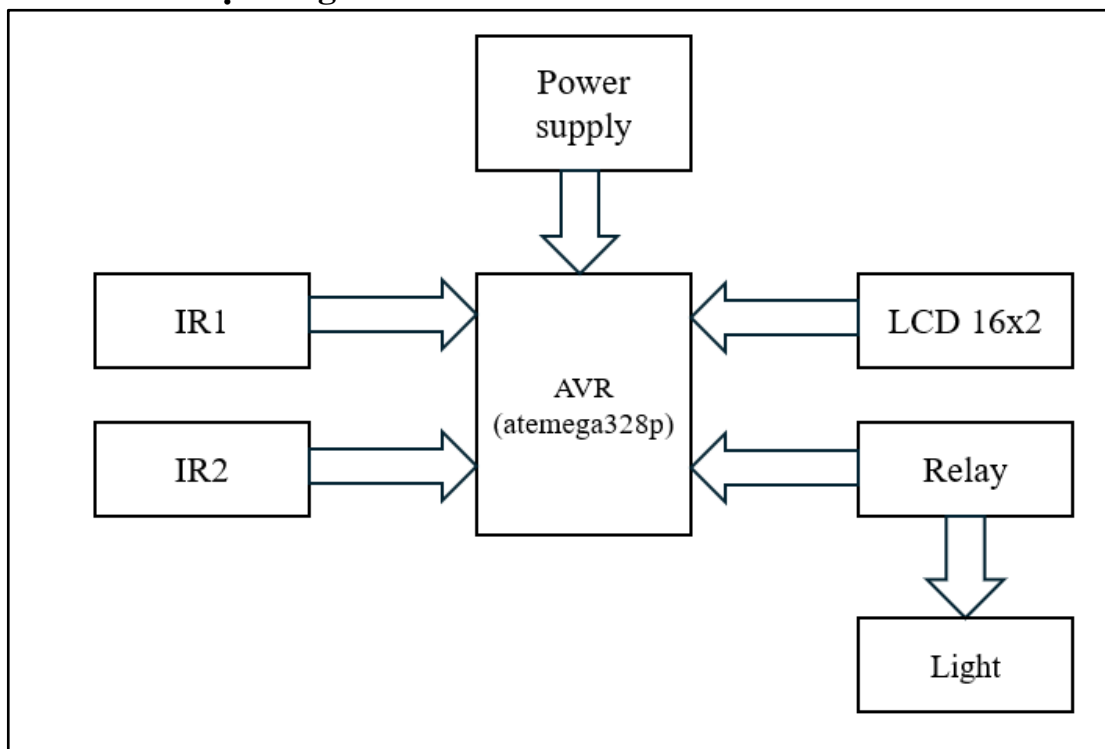 Power
supply
IR1
LCD 16x2
AVR
(atemega328p)
IR2
Relay
Light